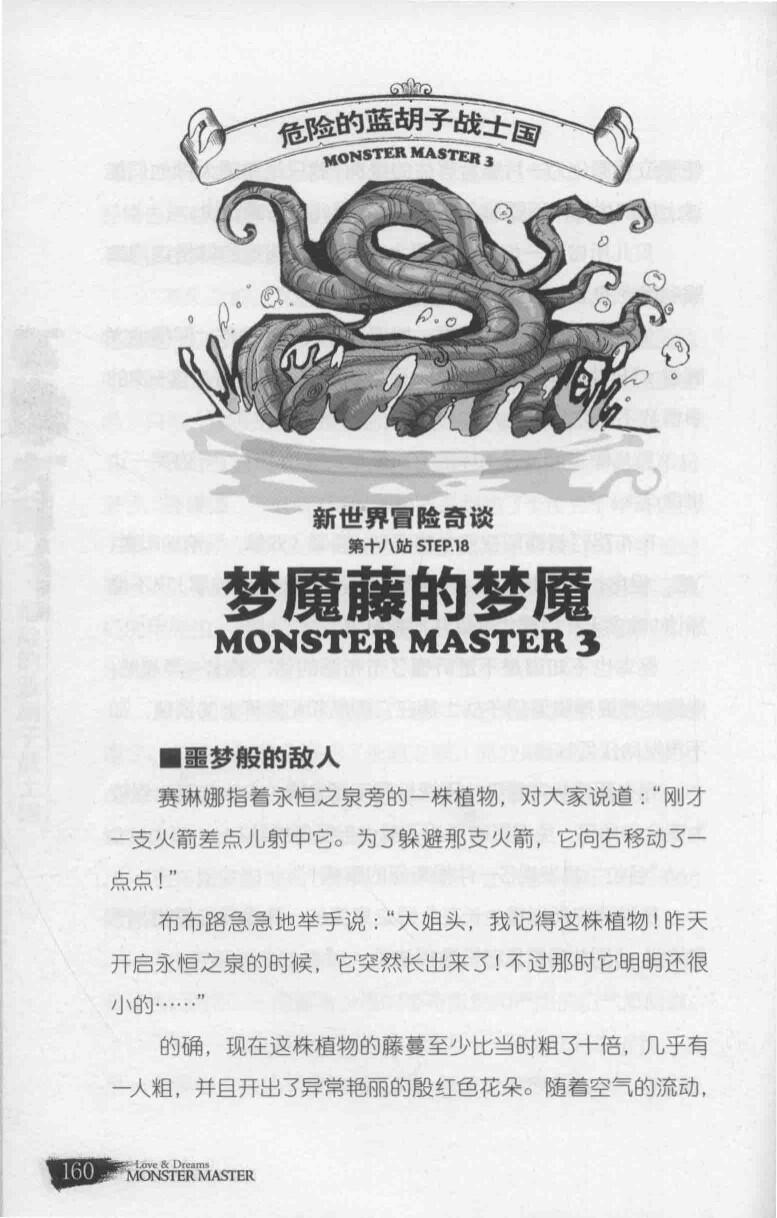 危险的蓝胡子战士国
MONSTER MASTER 3
新世界冒险奇谈
第十八站 STEP.18
梦魇藤的梦魇
MONSTER MASTER 3
■噩梦般的敌人
赛琳娜指着永恒之泉旁的一株植物，对大家说道：“刚才
一支火箭差点儿射中它。为了躲避那支火箭，它向右移动了一
点点！”
布布路急急地举手说：“大姐头，我记得这株植物！昨天
开启永恒之泉的时候，它突然长出来了！不过那时它明明还很
小的……”
的确，现在这株植物的藤蔓至少比当时粗了十倍，几乎有
一人粗，并且开出了异常艳丽的殷红色花朵。随着空气的流动，
160
Love & Dreams
MONSTER MASTER